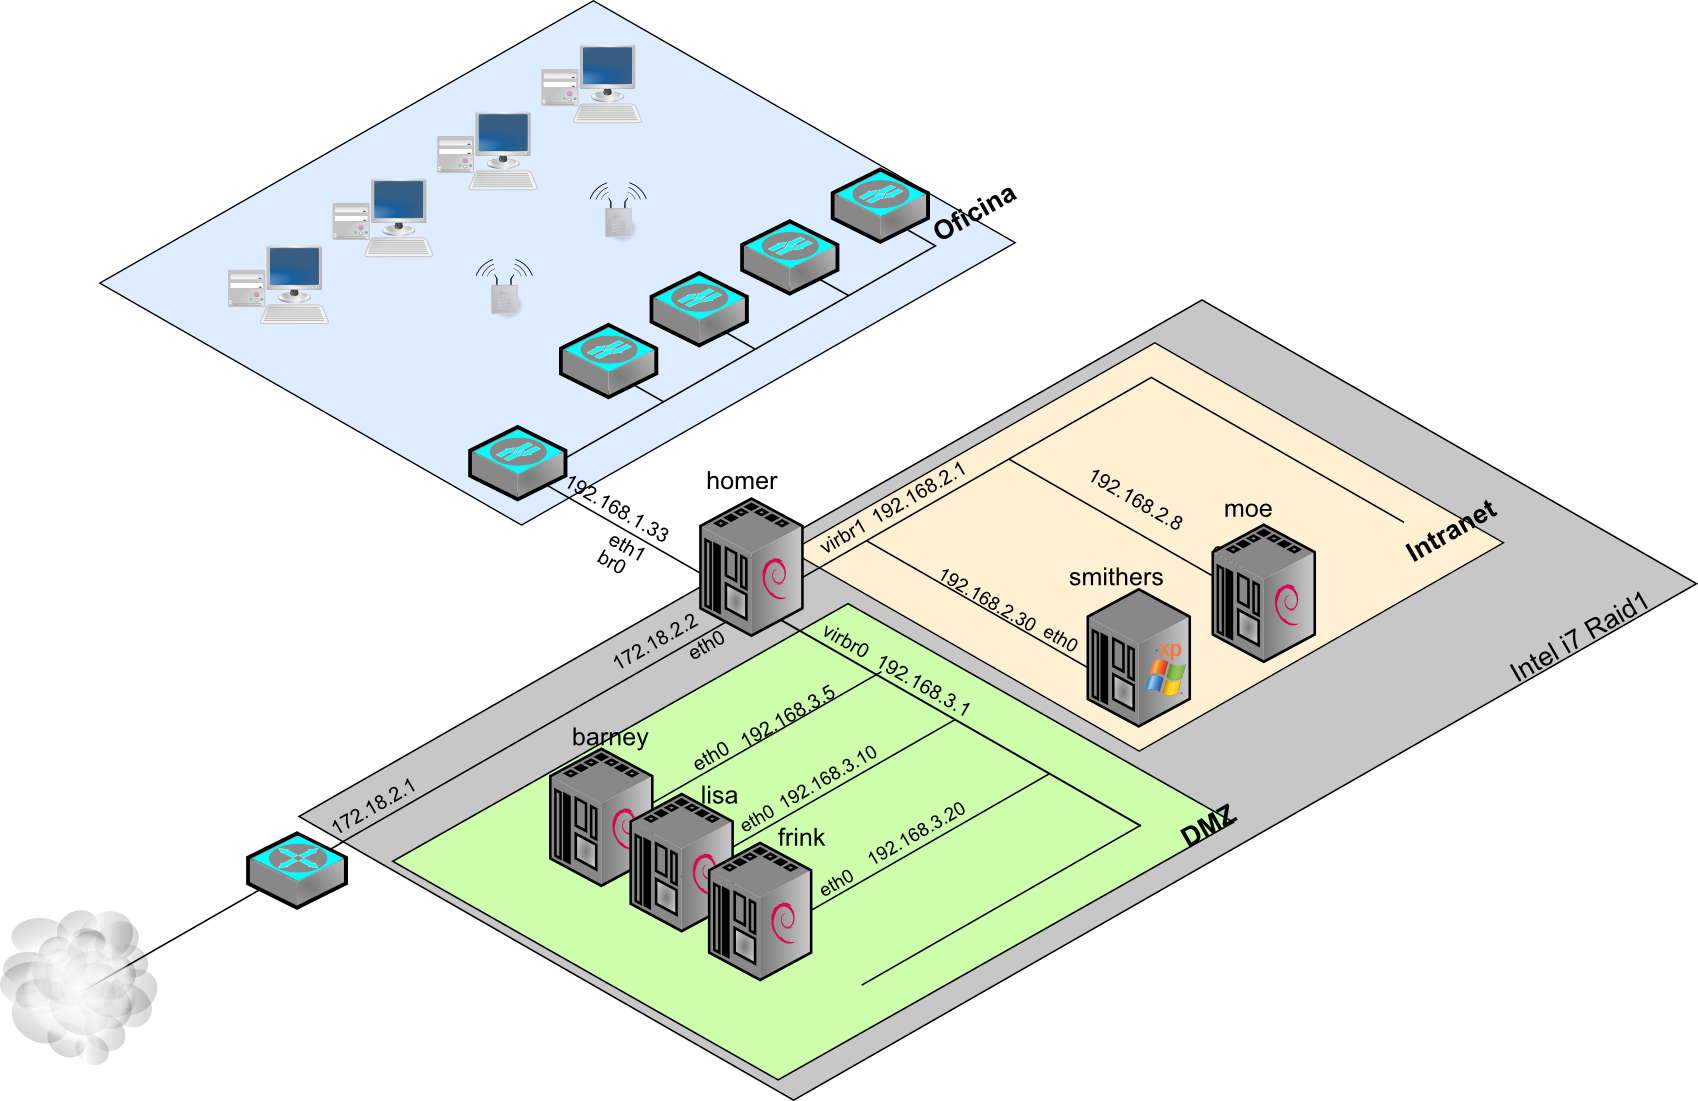 Oficina
192.168.1.33
eth1
br0
homer
virbr1 192.168.2.1
192.168.2.8
moe
Intranet
smithers
192.168.2.30 eth0
xp
Intel i7 Raid1
172.18.2.2
eth0
virbr0 192.168.3.1
barney
eth0 192.168.3.5
lisa
eth0 192.168.3.10
frink
eth0 192.168.3.20
DMZ
172.18.2.1